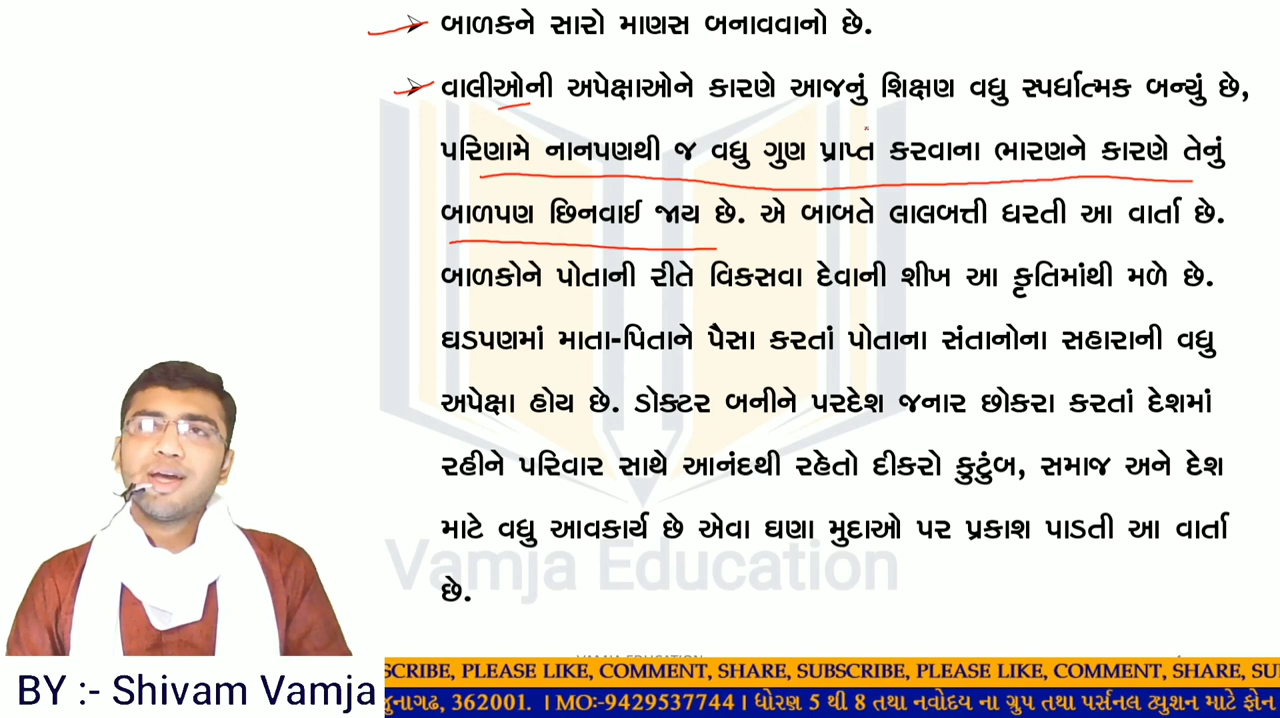 બાળકને સારો માણસ બનાવવાનો છે.
વાલીઓની અપેક્ષાઓને કારણે આજનું શિક્ષણ વધુ સ્પર્ધાત્મક બન્યું છે,
પરિણામે નાનપણથી જ વધુ ગુણ પ્રાપ્ત કરવાના ભારણને કારણે તેનું
બાળપણ છિનવાઈ જાય છે. એ બાબતે લાલબત્તી ધરતી આ વાર્તા છે.
બાળકોને પોતાની રીતે વિકસવા દેવાની શીખ આ કૃતિમાંથી મળે છે.
ઘડપણમાં માતા-પિતાને પૈસા કરતાં પોતાના સંતાનોના સહારાની વધુ
અપેક્ષા હોય છે. ડોક્ટર બનીને પરદેશ જનાર છોકરા કરતાં દેશમાં
રહીને પરિવાર સાથે આનંદથી રહેતો દીકરો કુટુંબ, સમાજ અને દેશ
માટે વધુ આવકાર્ય છે એવા ઘણા મુદાઓ પર પ્રકાશ પાડતી આ વાર્તા
છે.
Vamja Education
BY :- Shivam Vamja
SCRIBE, PLEASE LIKE, COMMENT, SHARE, SUBSCRIBE, PLEASE LIKE, COMMENT, SHARE, SU
નાગઢ, 362001. | MO:-9429537744 | ધોરણ 5 થી 8 તથા નવોદય ના ગ્રુપ તથા પર્સનલ ટ્યુશન માટે ફોન